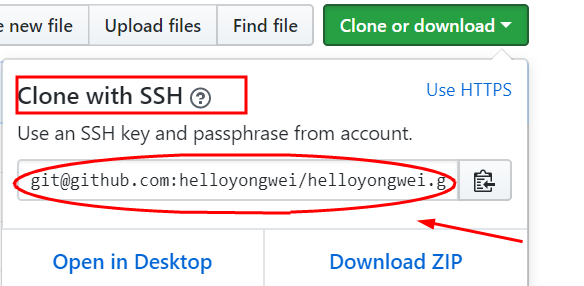 e new file Upload files Find file Clone or download
Clone with SSH ? Use HTTPS
Use an SSH key and passphrase from account.
git@github.com:helloyongwei/helloyongwei.g
Open in Desktop Download ZIP